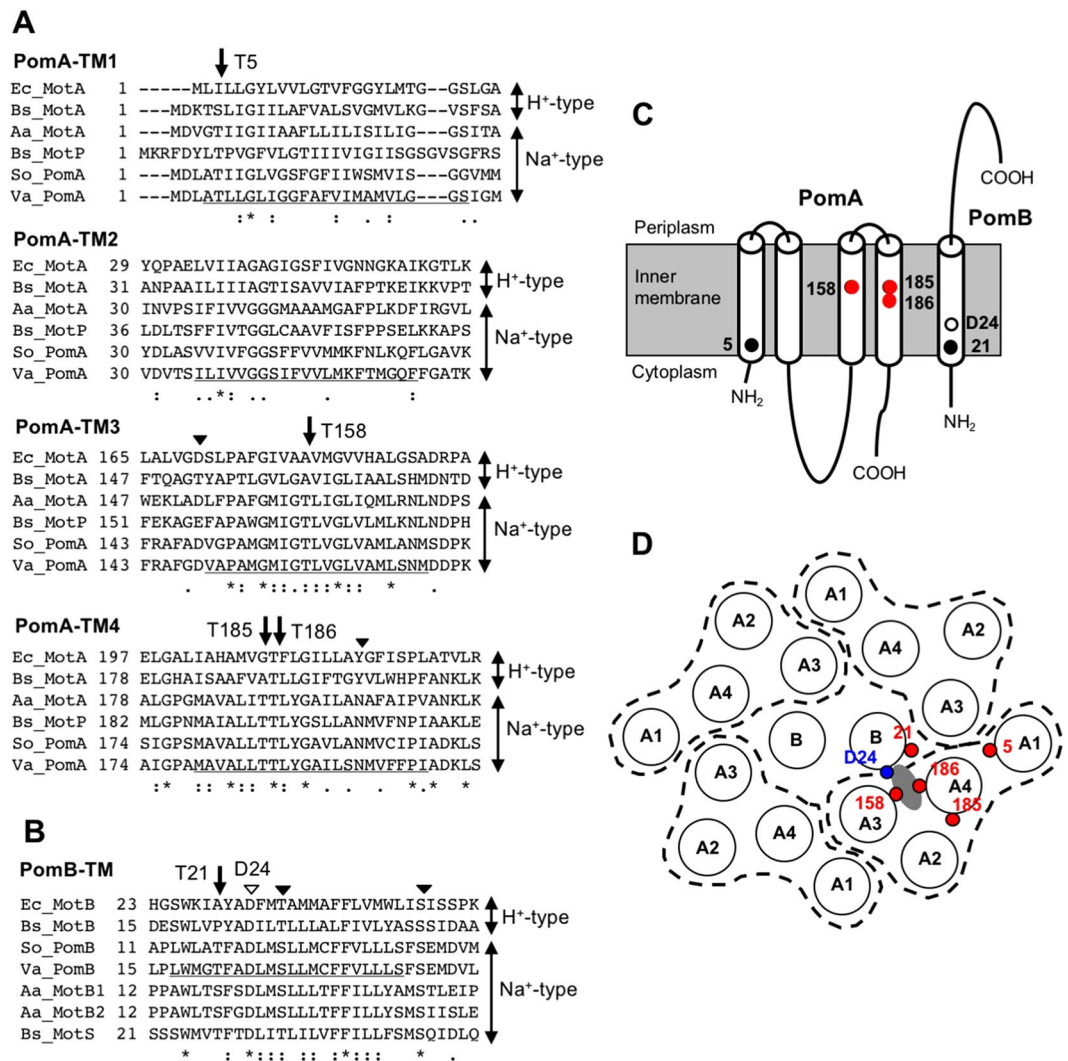 A
PomA-TM1
T5
Ec_MotA 1 -----MLILLGYLVVLGTVFGGYLMTG--GSLGA
Bs_MotA 1 ---MDKTSLIGIILAFVALSVGMVLKG--VSFSA
H+-type
Aa_MotA 1 ---MDVGTIIGIIAAFLLILISILIG--GSITA
Bs_MotP 1 MKRFDYLTPVGFVLGTIIIVIGIISGSGVSGFRS
So_PomA 1 ---MDLATIIGLVGSFGFIIWSMVIS--GGVMM
Va_PomA 1 ---MDLATLLGLIGGFAFVIMAMVLG--GSIGM
Na+-type
:* : . : ..
PomA-TM2
Ec_MotA 29 YQPAELVIIAGAGIGSFIVGNNGKAIKGTLK
Bs_MotA 31 ANPAAILIIIAGTISAVVIAFPTKEIKKVPT
H+-type
Aa_MotA 30 INVPSIFIVVGGGMAAAMGAFPLKDFIRGVL
Bs_MotP 36 LDLTSFFIVTGGLCAAVFISFPPSELKKAPS
So_PomA 30 YDLASVVIVFGGSFFVVMMKFNLKQFLGAVK
Va_PomA 30 VDVTSILIVVGGSIFVVLMKFTMGQFFGATK
Na+-type
: ..*: .. . :
PomA-TM3
T158
Ec_MotA 165 LALVGDSLPAFGIVAAVMGVVHALGSADRPA
Bs_MotA 147 FTQAGTYAPTLGVLGAVIGLIAALSHMDNTD
H+-type
Aa_MotA 147 WEKLADLFPAFGMIGTLIGLIQMLRNLNDPS
Bs_MotP 151 FEKAGEFAPAWGMIGTLVGLVLMLKNLNDPH
So_PomA 143 FRAFADVGPAMGMIGTLVGLVAMLANMSDPK
Va_PomA 143 FRAFGDVAPAMGMIGTLVGLVAMLSNMDDPK
Na+-type
. *: *::.:::*:: * .
PomA-TM4
T185
T186
Ec_MotA 197 ELGALIAHAMVGTFLGILLAYGFISPLATVLR
Bs_MotA 178 ELGHAISAAFVATLLGIFTGYVLWHPFANKLK
H+-type
Aa_MotA 178 ALGPGMAVALITTLYGAILANAFAIPVANKLK
Bs_MotP 182 MLGPNMAIALLTTLYGSLLANMVFNPIAAKLE
So_PomA 174 SIGPSMAVALLTTLYGAVLANMVCIPIADKLS
Va_PomA 174 AIGPAMAVALLTTLYGAILSNMVFFPIADKLS
Na+-type
:* :: *:: *: * : . . *.* *
B
PomB-TM
T21
D24
Ec_MotB 23 HGSWKIAYADFMTAMMAFFLVMWLISISSPK
Bs_MotB 15 DESWLVPYADILTLLLALFIVLYASSSIDAA
H+-type
So_PomB 11 APLWLATFADLMSLLMCFFVLLLSFSEMDVM
Va_PomB 15 LPLWMGTFADLMSLLMCFFVLLLSFSEMDVL
Aa_MotB1 12 PPAWLTSFSDLMSLLLTFFILLYAMSTLEIP
Aa_MotB2 12 PPAWLTSFGDLMSLLLTFFILLYSMSIISLE
Bs_MotS 21 SSSWMVTFTDLITLILVFFILLFSMSQIDLQ
Na+-type
* : *::: ::.:*::: * .
C
PomA
PomB
COOH
Periplasm
Inner
membrane
158
185
186
D24
5
21
Cytoplasm
NH2
NH2
COOH
D
A1
A2
A2
A4
A3
A4
A3
A1
B
B
21
5
A1
D24
186
A3
A4
158
185
A3
A4
A2
A2
A1